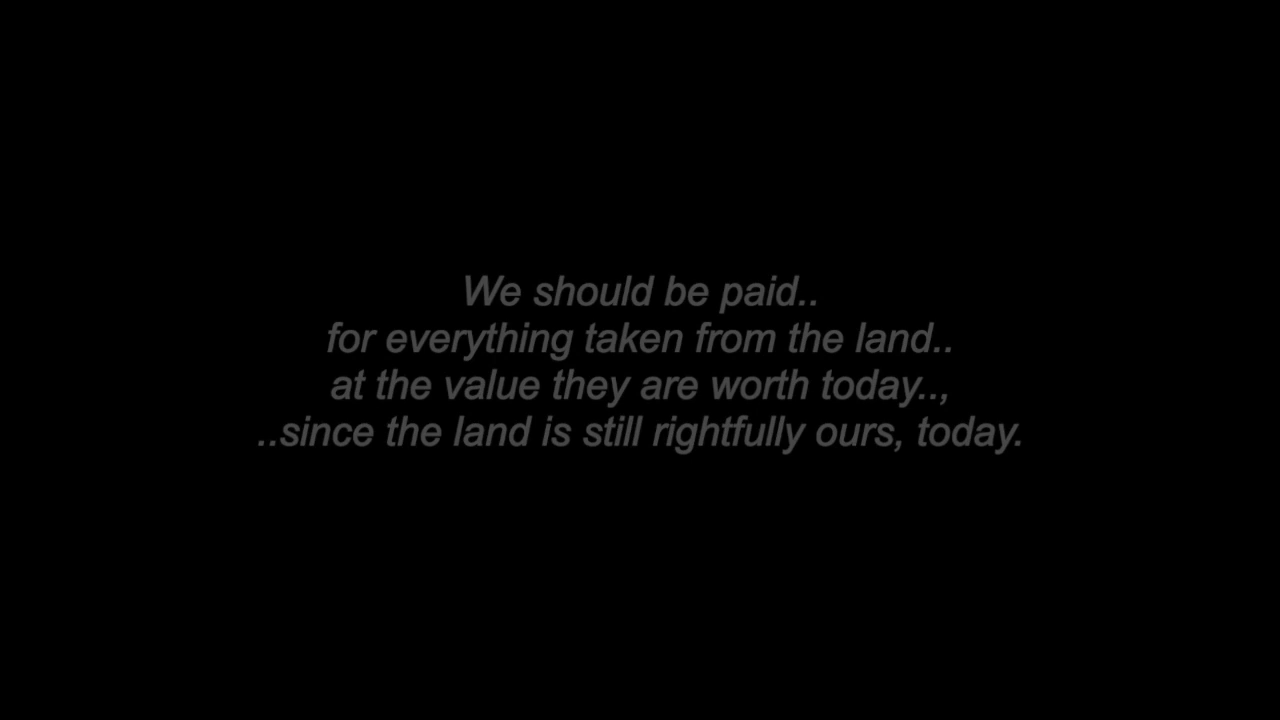 We should be paid..
for everything taken from the land..
at the value they are worth today..,
..since the land is still rightfully ours, today.